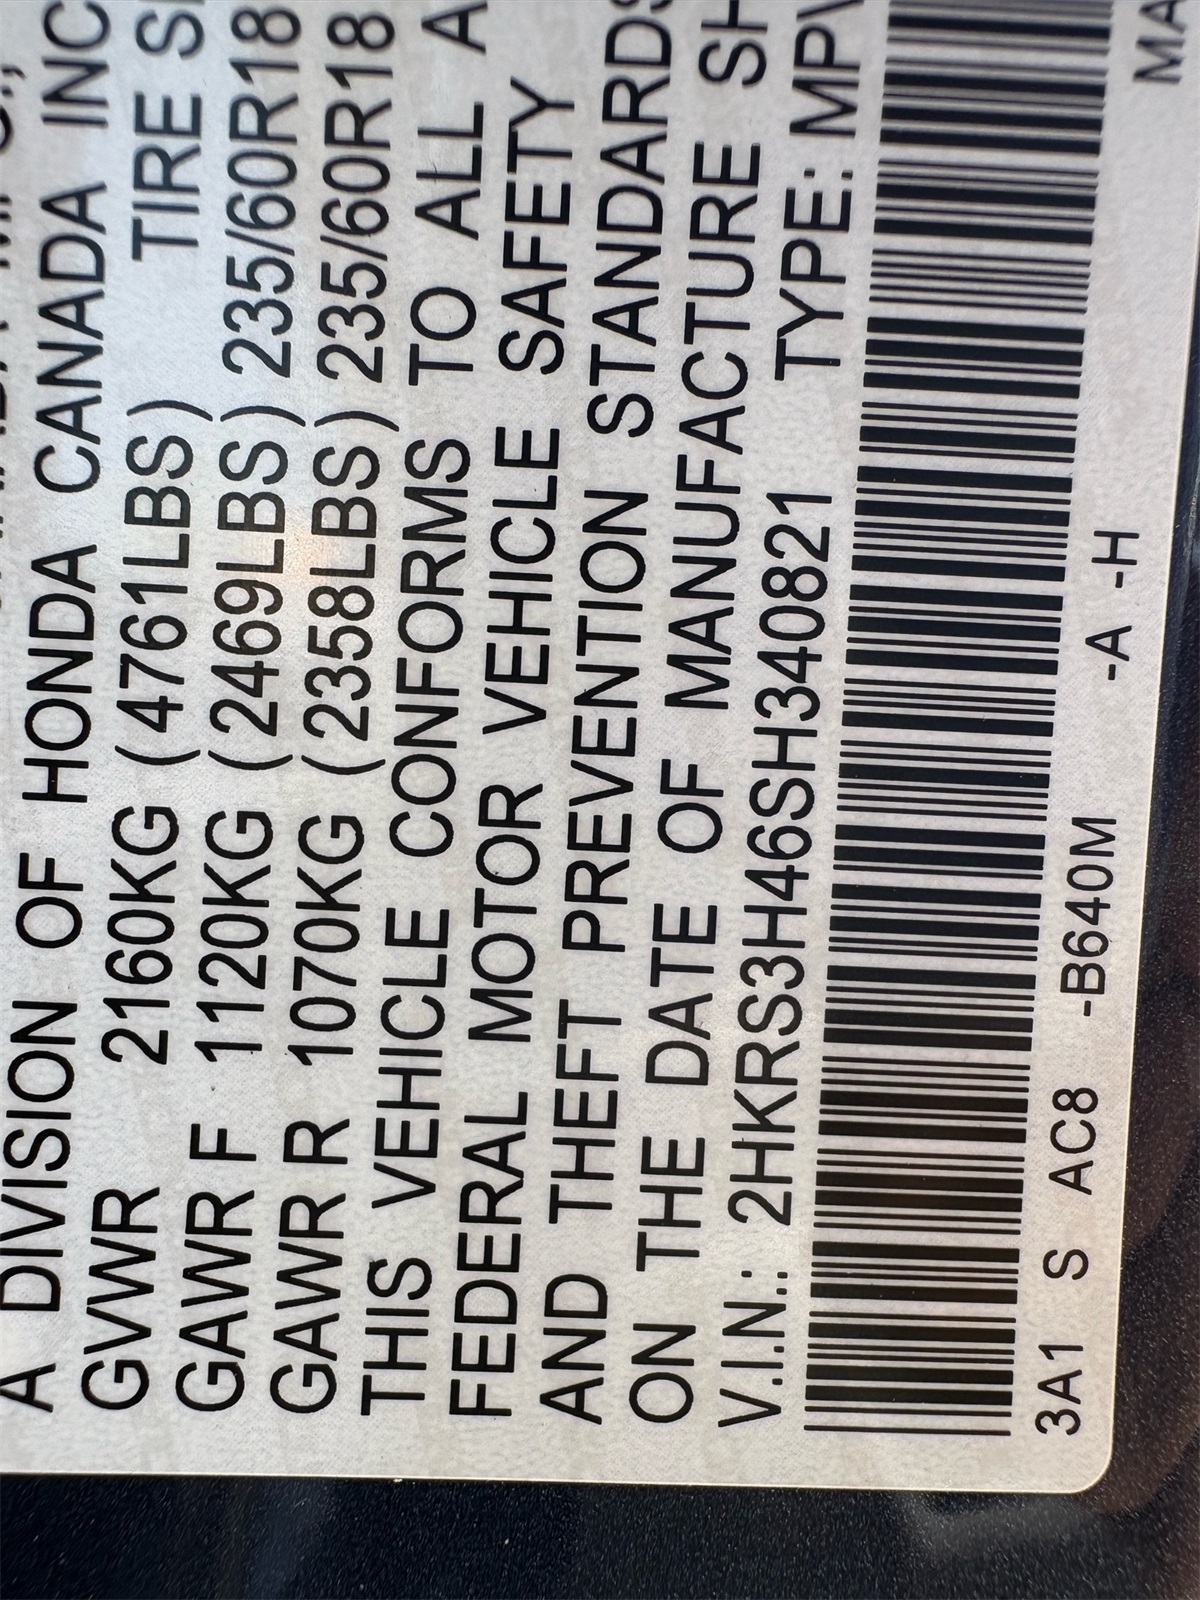 A DIVISION OF HONDA CANADA INC
GVWR 2160KG (4761LBS) TIRE
GAWR F 1120KG (2469LBS) 235/60R18
GAWR R 1070KG (2358LBS) 235/60R18
THIS VEHICLE CONFORMS TO ALL A
FEDERAL MOTOR VEHICLE SAFETY
AND THEFT PREVENTION STANDARDS
ON THE DATE OF MANUFACTURE SH
V.I.N.: 2HKRS3H46SH340821 TYPE: MPV
3A1 S AC8 -B640M -A -H MA